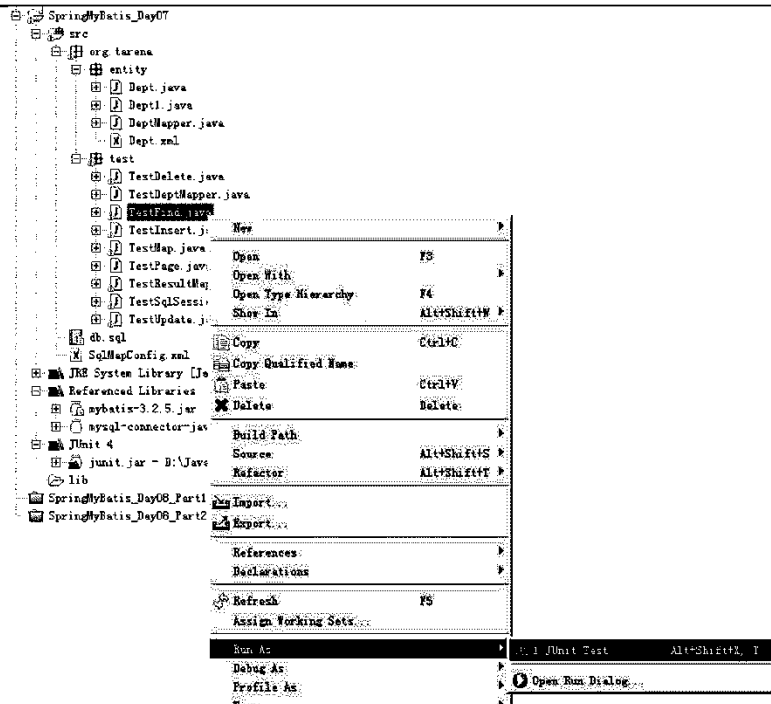 SpringMyBatis_Day07
src
org.tarena
entity
Dept.java
Dept1.java
DeptMapper.java
Dept.xml
test
TestDelete.java
TestDeptMapper.java
TestFind.java
TestInsert.j
TestMap.java
TestPage.jav
TestResultMap
TestSqlSessi
TestUpdate.j
db.sql
SqlMapConfig.xml
JRE System Library [Ja
Referenced Libraries
mybatis-3.2.5.jar
mysql-connector-jav
JUnit 4
junit.jar - D:\Java
lib
SpringMyBatis_Day08_Part1
SpringMyBatis_Day08_Part2
New
Open F3
Open With
Open Type Hierarchy F4
Show In Alt+Shift+W
Copy Ctrl+C
Copy Qualified Name
Paste Ctrl+V
Delete Delete
Build Path
Source Alt+Shift+S
Refactor Alt+Shift+T
Import...
Export...
References
Declarations
Refresh F5
Assign Working Sets...
Run As
Debug As
Profile As
1 JUnit Test Alt+Shift+X, T
Open Run Dialog...